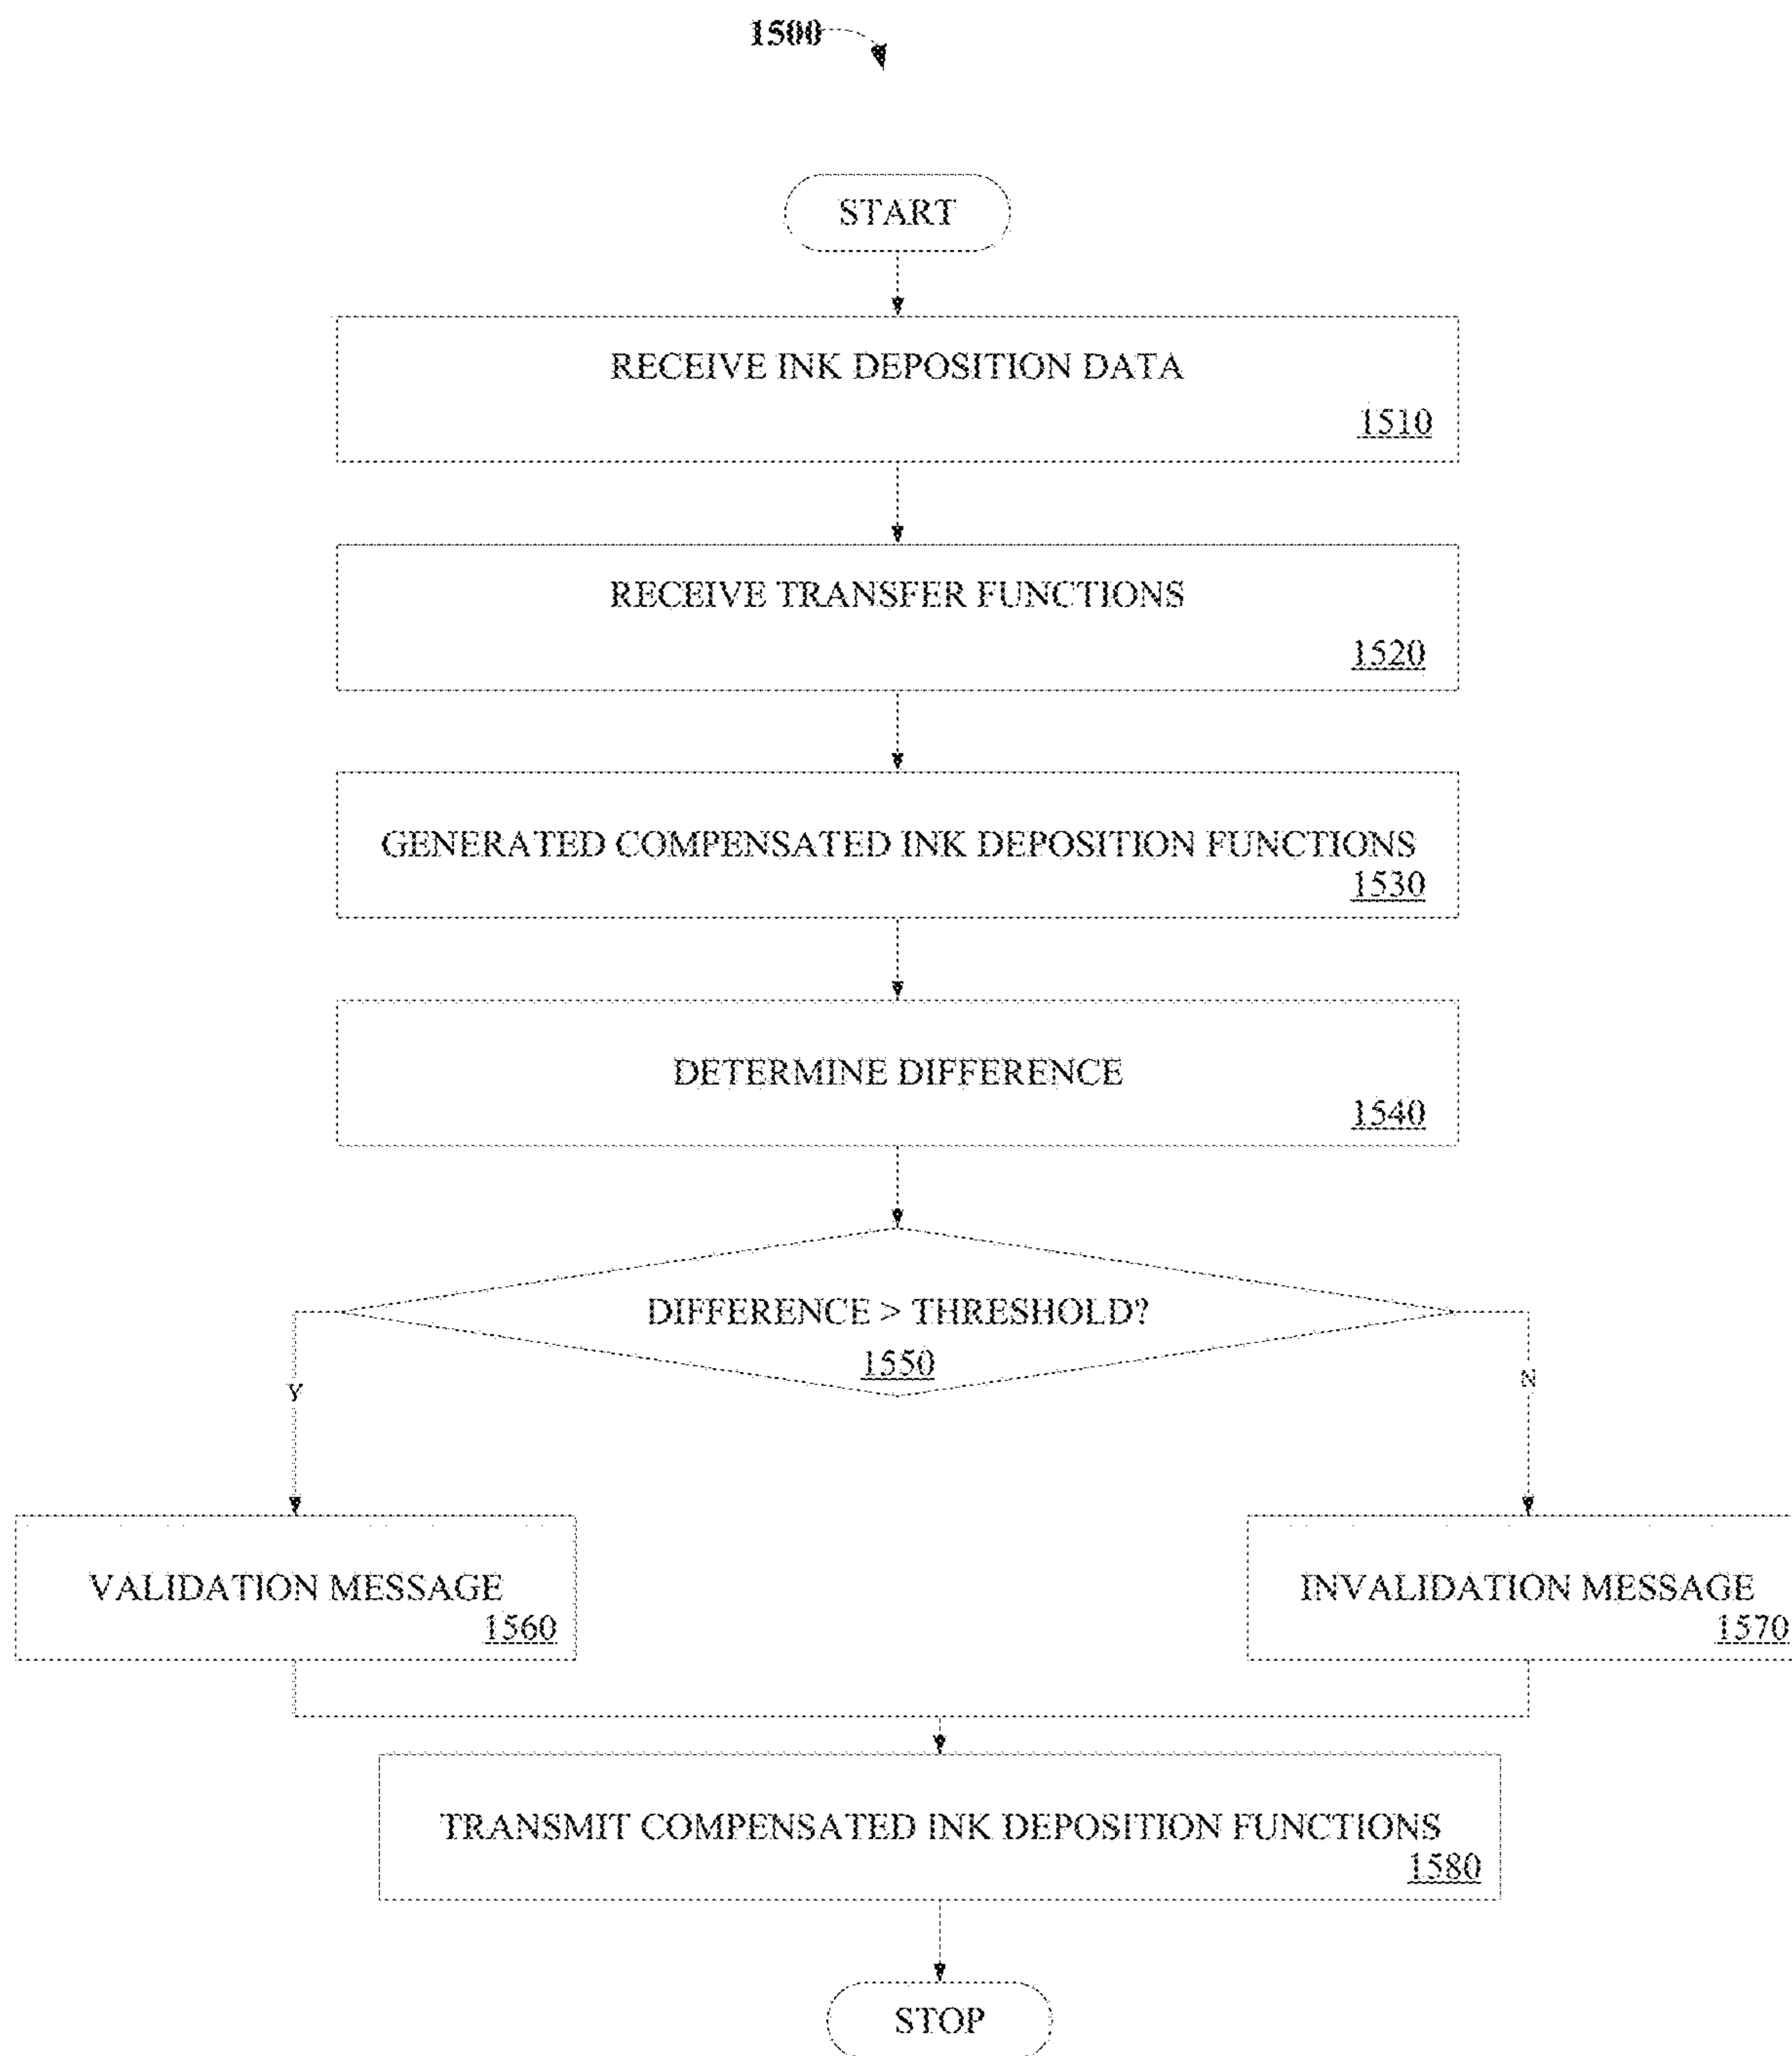 1500
START
RECEIVE INK DEPOSITION DATA
1510
RECEIVE TRANSFER FUNCTIONS
1520
GENERATED COMPENSATED INK DEPOSITION FUNCTIONS
1530
DETERMINE DIFFERENCE
1540
DIFFERENCE > THRESHOLD?
1550
Y
N
VALIDATION MESSAGE
1560
INVALIDATION MESSAGE
1570
TRANSMIT COMPENSATED INK DEPOSITION FUNCTIONS
1580
STOP